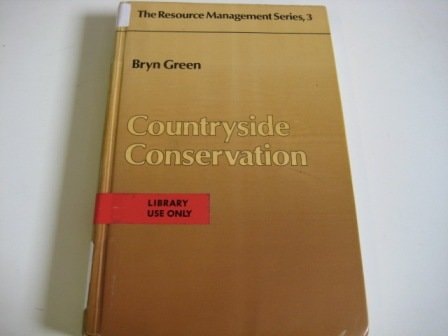 The Resource Management Series, 3
Bryn Green
Countryside
Conservation
LIBRARY
USE ONLY